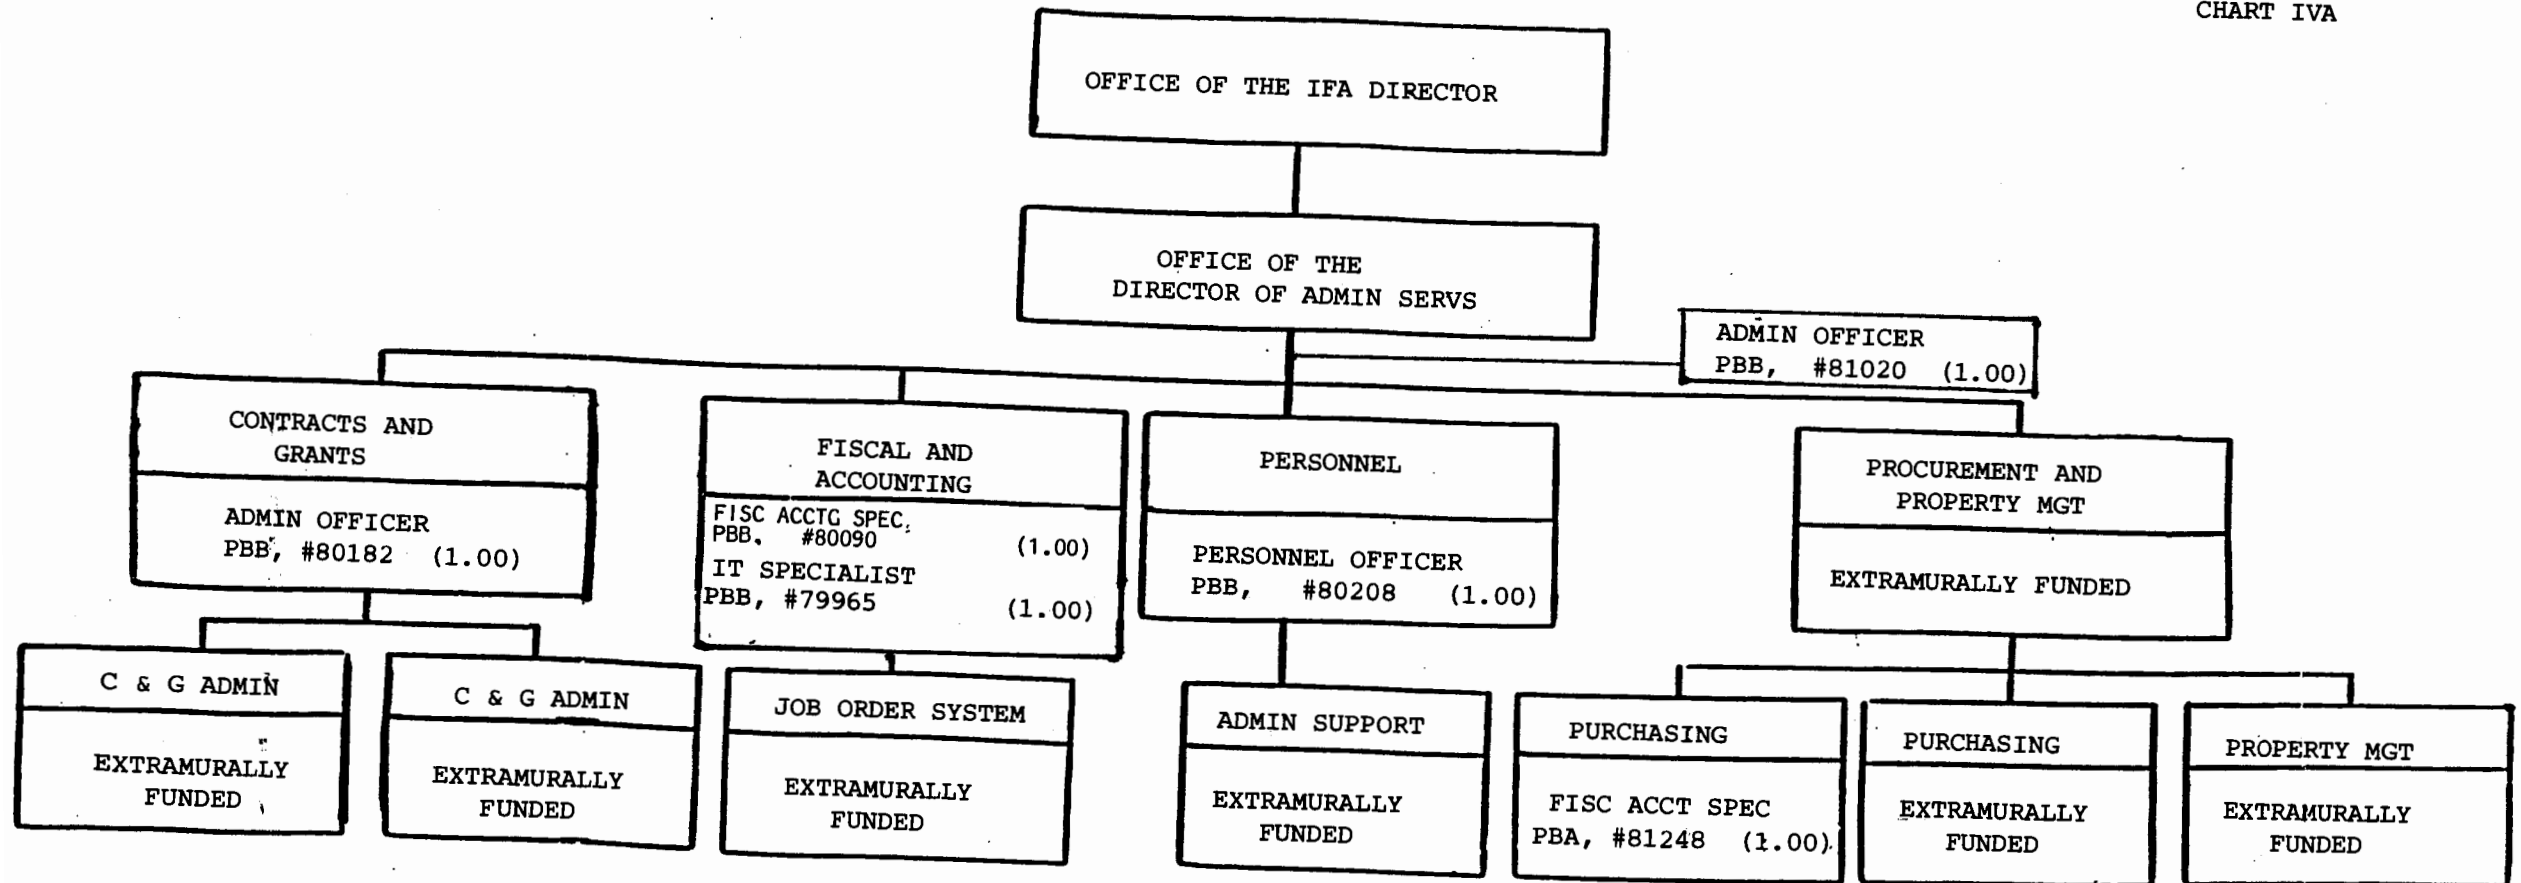 CHART IVA
OFFICE OF THE IFA DIRECTOR
OFFICE OF THE
DIRECTOR OF ADMIN SERVS
ADMIN OFFICER
PBB, #81020 (1.00)
CONTRACTS AND
GRANTS
ADMIN OFFICER
PBB, #80182 (1.00)
FISCAL AND
ACCOUNTING
FISC ACCTG SPEC,
PBB. #80090 (1.00)
IT SPECIALIST
PBB, #79965 (1.00)
PERSONNEL
PERSONNEL OFFICER
PBB, #80208 (1.00)
PROCUREMENT AND
PROPERTY MGT
EXTRAMURALLY FUNDED
C & G ADMIN
EXTRAMURALLY
FUNDED
C & G ADMIN
EXTRAMURALLY
FUNDED
JOB ORDER SYSTEM
EXTRAMURALLY
FUNDED
ADMIN SUPPORT
EXTRAMURALLY
FUNDED
PURCHASING
FISC ACCT SPEC
PBA, #81248 (1.00)
PURCHASING
EXTRAMURALLY
FUNDED
PROPERTY MGT
EXTRAMURALLY
FUNDED